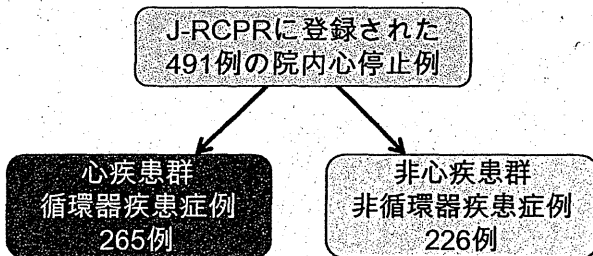 J-RCPRに登録された
491例の院内心停止例
心疾患群
循環器疾患症例
265例
非心疾患群
非循環器疾患症例
226例